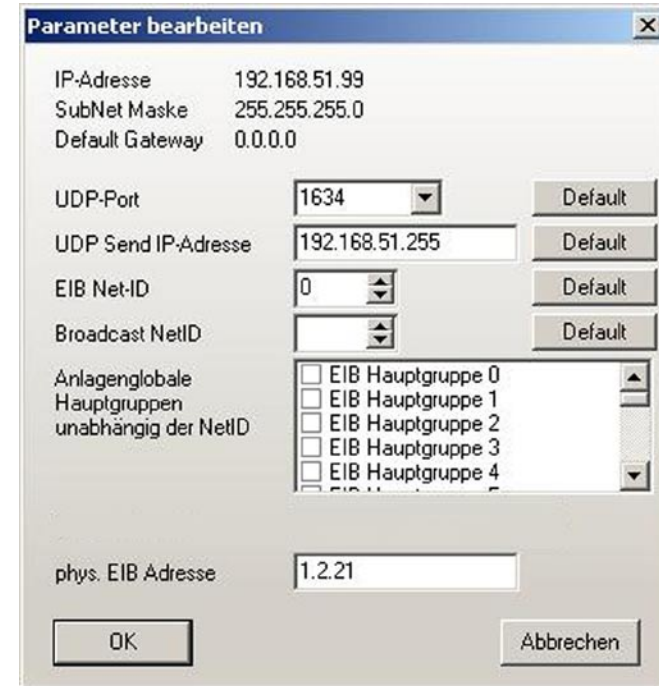 Parameter bearbeiten
IP-Adresse 192.168.51.99
SubNet Maske 255.255.255.0
Default Gateway 0.0.0.0
UDP-Port 1634 Default
UDP Send IP-Adresse 192.168.51.255 Default
EIB Net-ID 0 Default
Broadcast NetID Default
Anlagenglobale
Hauptgruppen
unabhängig der NetID
EIB Hauptgruppe 0
EIB Hauptgruppe 1
EIB Hauptgruppe 2
EIB Hauptgruppe 3
EIB Hauptgruppe 4
phys. EIB Adresse 1.2.21
OK Abbrechen